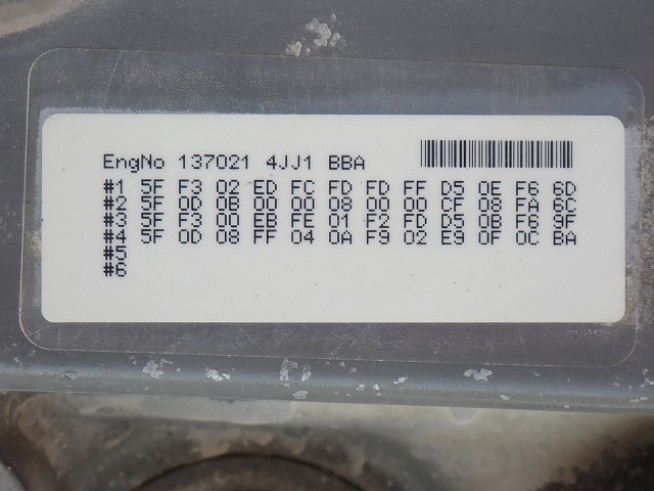 EngNo 137021 4JJ1 BBA
#1 5F F3 02 ED FC FD FD FF D5 0E F6 6D
#2 5F 0D 0B 00 00 08 00 00 CF 08 FA 6C
#3 5F F3 00 EB FE 01 F2 FD D5 0B F6 9F
#4 5F 0D 08 FF 04 0A F9 02 E9 0F 0C BA
#5
#6